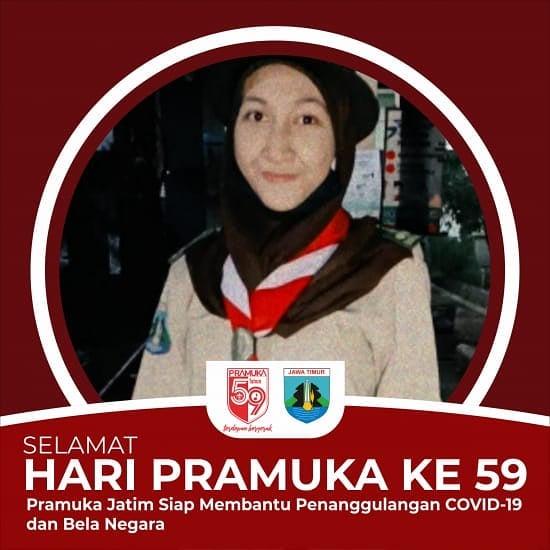 PRAMUKA
59
Tahun
JAWA TIMUR
SELAMAT
HARI PRAMUKA KE 59
Pramuka Jatim Siap Membantu Penanggulangan COVID-19
dan Bela Negara